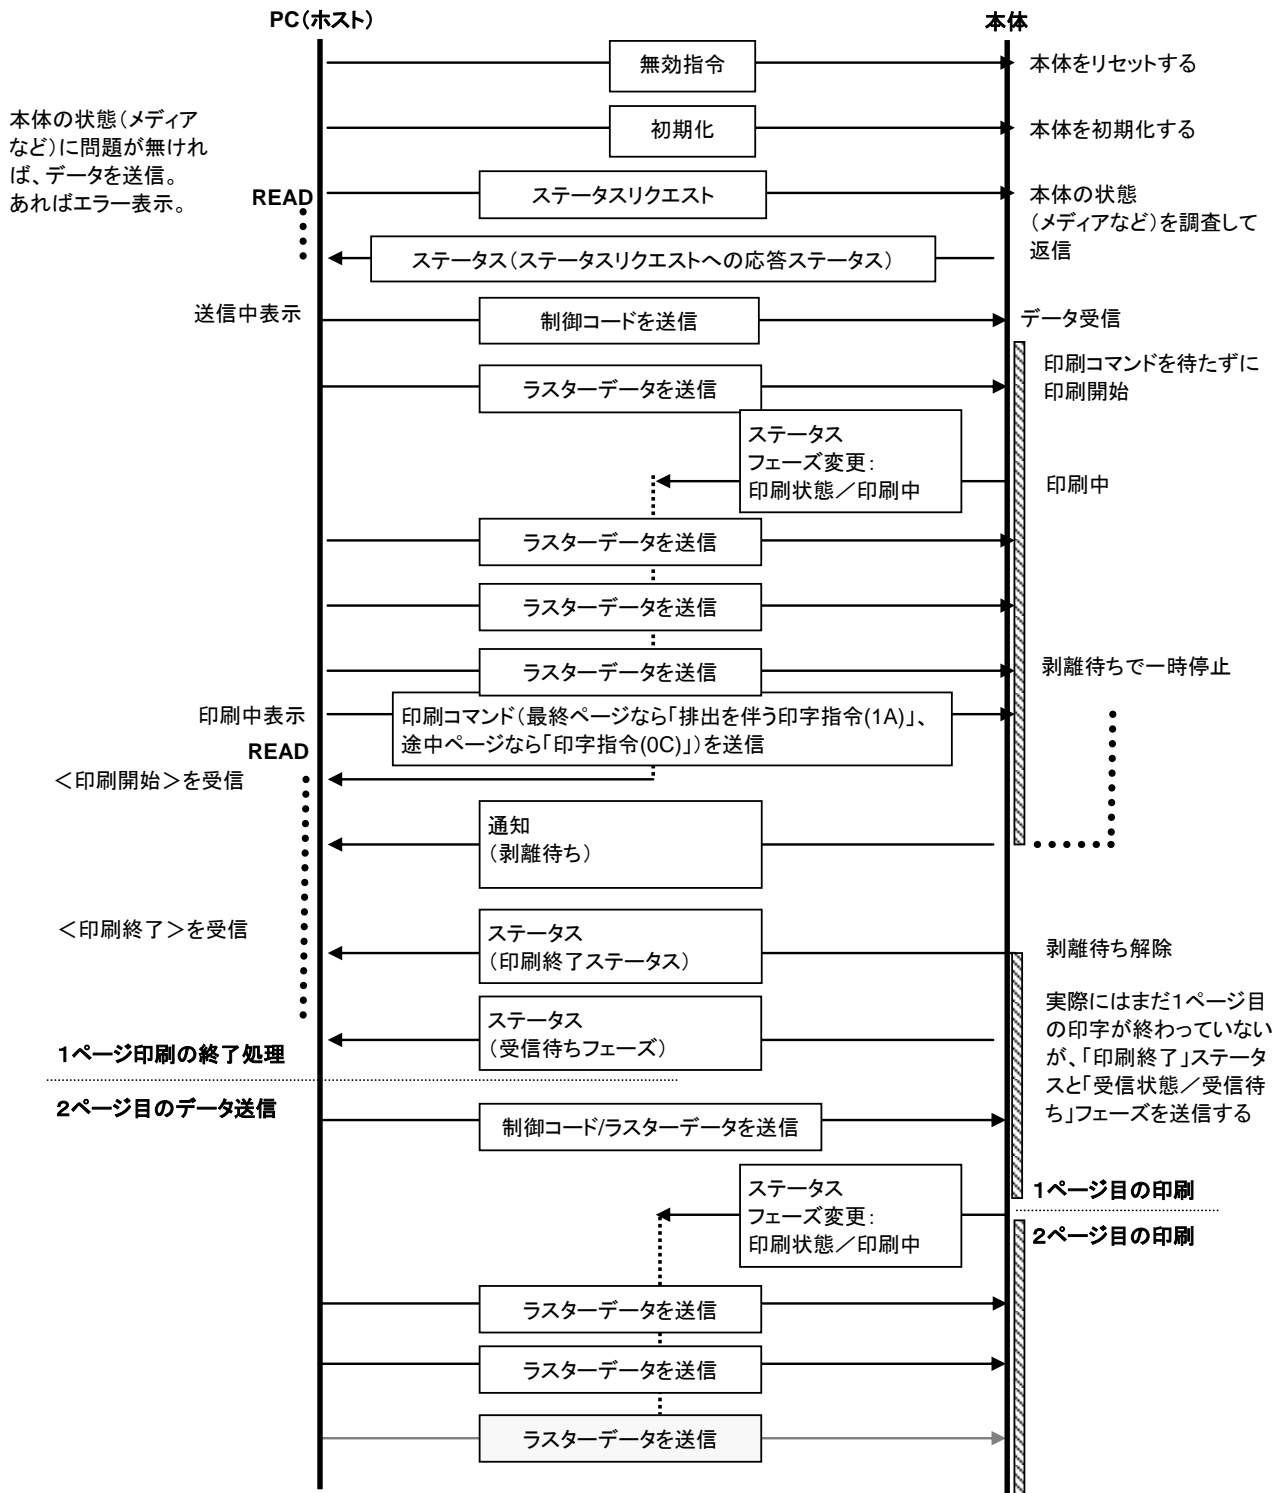 PC(ホスト)
本体
無効指令
本体をリセットする
本体の状態(メディア
など)に問題が無けれ
ば、データを送信。
あればエラー表示。
初期化
本体を初期化する
READ
ステータスリクエスト
本体の状態
(メディアなど)を調査して
返信
ステータス(ステータスリクエストへの応答ステータス)
送信中表示
制御コードを送信
データ受信
ラスターデータを送信
印刷コマンドを待たずに
印刷開始
ステータス
フェーズ変更:
印刷状態/印刷中
印刷中
ラスターデータを送信
ラスターデータを送信
ラスターデータを送信
剥離待ちで一時停止
印刷中表示
印刷コマンド(最終ページなら「排出を伴う印字指令(1A)」、
途中ページなら「印字指令(0C)」)を送信
READ
<印刷開始>を受信
通知
(剥離待ち)
<印刷終了>を受信
ステータス
(印刷終了ステータス)
剥離待ち解除
実際にはまだ1ページ目
の印字が終わっていない
が、「印刷終了」ステータ
スと「受信状態/受信待
ち」フェーズを送信する
ステータス
(受信待ちフェーズ)
1ページ印刷の終了処理
2ページ目のデータ送信
制御コード/ラスターデータを送信
ステータス
フェーズ変更:
印刷状態/印刷中
1ページ目の印刷
2ページ目の印刷
ラスターデータを送信
ラスターデータを送信
ラスターデータを送信